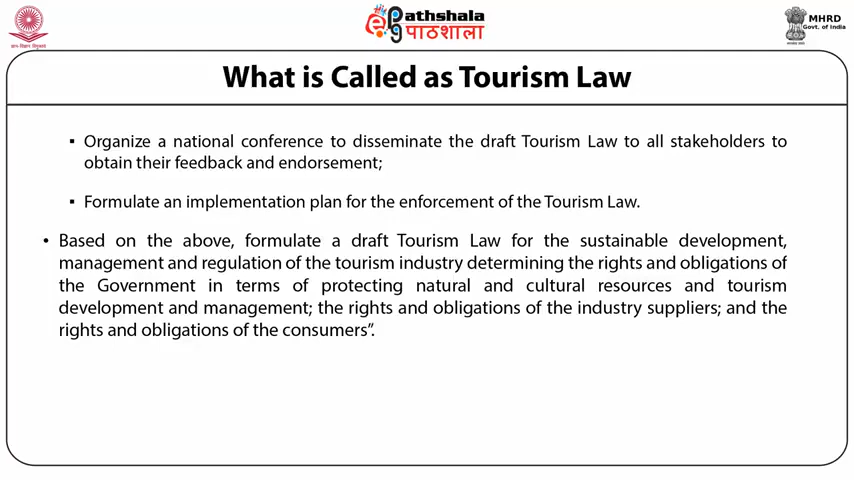 ज्ञान-विज्ञान विमुक्तये
ePathshala
पाठशाला
MHRD
Govt. of India
What is Called as Tourism Law
▪ Organize a national conference to disseminate the draft Tourism Law to all stakeholders to
obtain their feedback and endorsement;
▪ Formulate an implementation plan for the enforcement of the Tourism Law.
• Based on the above, formulate a draft Tourism Law for the sustainable development,
management and regulation of the tourism industry determining the rights and obligations of
the Government in terms of protecting natural and cultural resources and tourism
development and management; the rights and obligations of the industry suppliers; and the
rights and obligations of the consumers”.